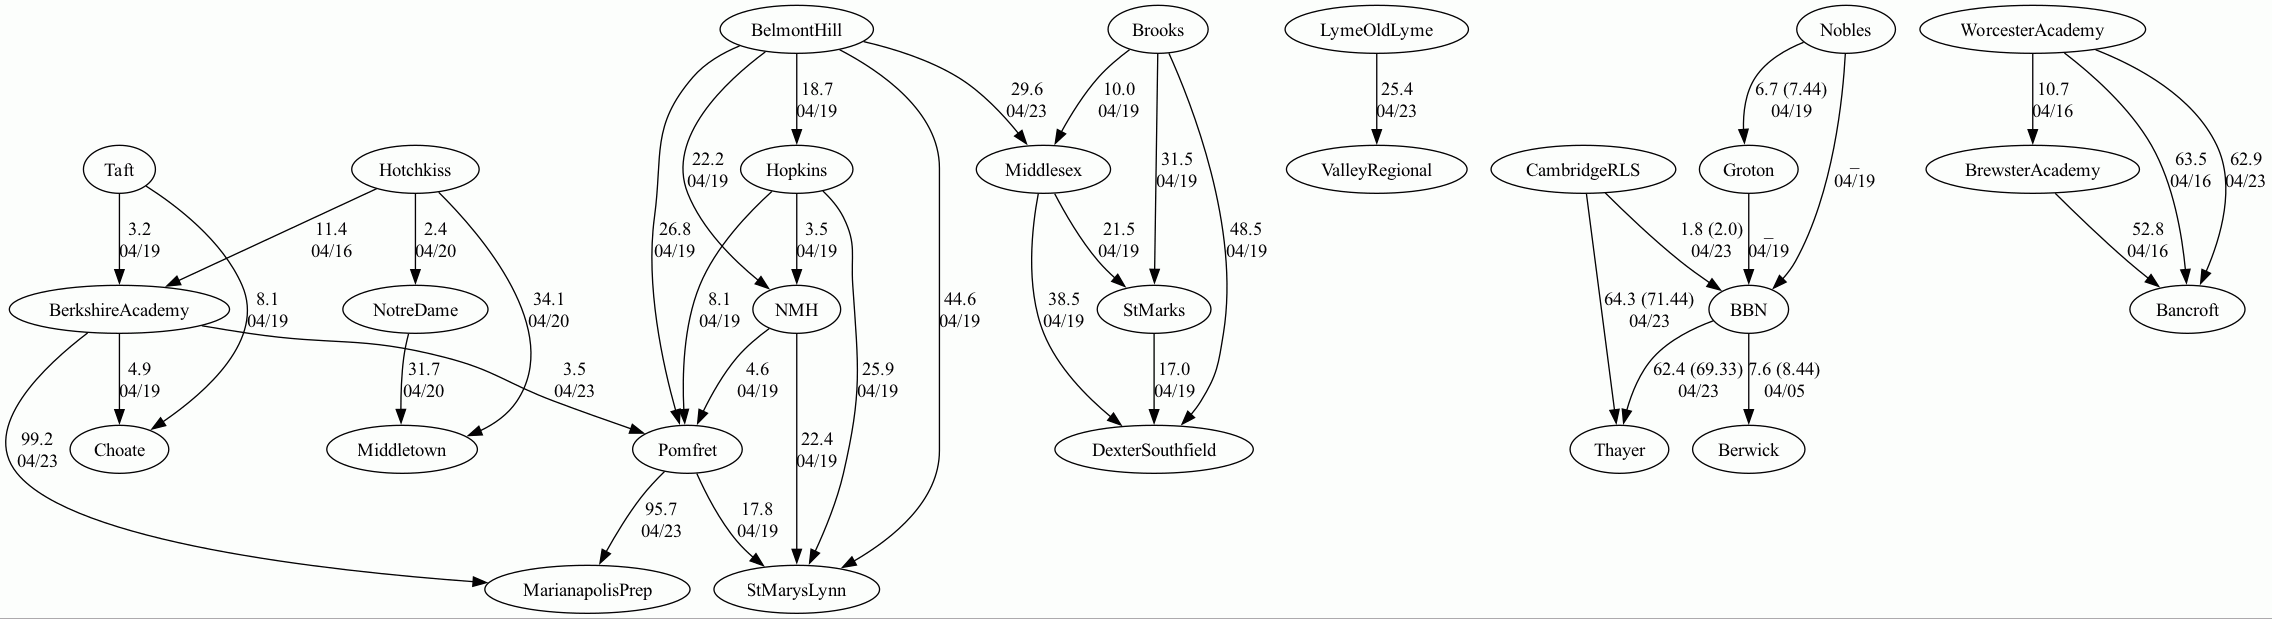 BelmontHill
Brooks
LymeOldLyme
Nobles
WorcesterAcademy
18.7
04/19
29.6
04/23
10.0
04/19
25.4
04/23
6.7 (7.44)
04/19
10.7
04/16
Taft
Hotchkiss
22.2
04/19
Hopkins
Middlesex
31.5
04/19
ValleyRegional
CambridgeRLS
Groton
_
04/19
BrewsterAcademy
63.5
04/16
62.9
04/23
3.2
04/19
11.4
04/16
2.4
04/20
26.8
04/19
3.5
04/19
21.5
04/19
48.5
04/19
1.8 (2.0)
04/23
_
04/19
52.8
04/16
BerkshireAcademy
8.1
04/19
NotreDame
34.1
04/20
8.1
04/19
NMH
44.6
04/19
38.5
04/19
StMarks
64.3 (71.44)
04/23
BBN
Bancroft
4.9
04/19
31.7
04/20
3.5
04/23
4.6
04/19
25.9
04/19
17.0
04/19
62.4 (69.33)
04/23
7.6 (8.44)
04/05
99.2
04/23
Choate
Middletown
Pomfret
22.4
04/19
DexterSouthfield
Thayer
Berwick
95.7
04/23
17.8
04/19
MarianapolisPrep
StMarysLynn